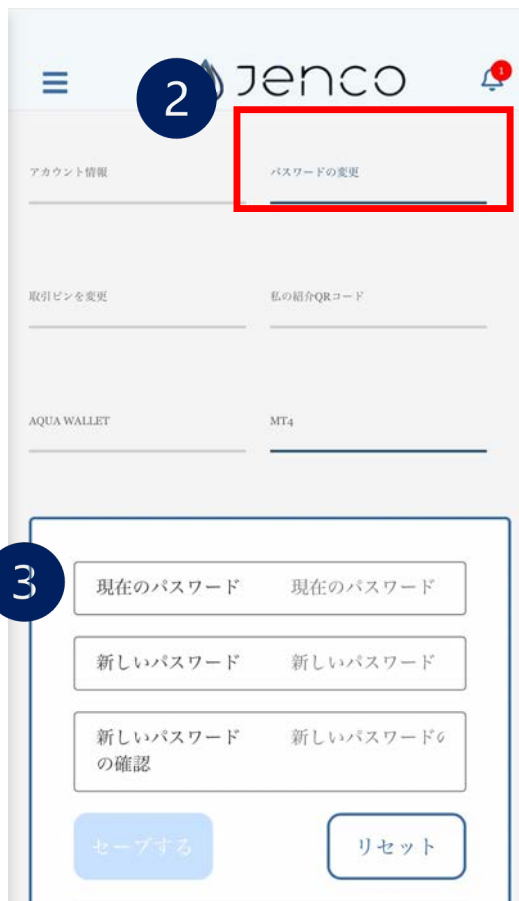 Jenco
1
2
アカウント情報 パスワードの変更
取引ピンを変更 私の紹介QRコード
AQUA WALLET MT4
3
現在のパスワード 現在のパスワード
新しいパスワード 新しいパスワード
新しいパスワード 新しいパスワードの
の確認
セーブする リセット